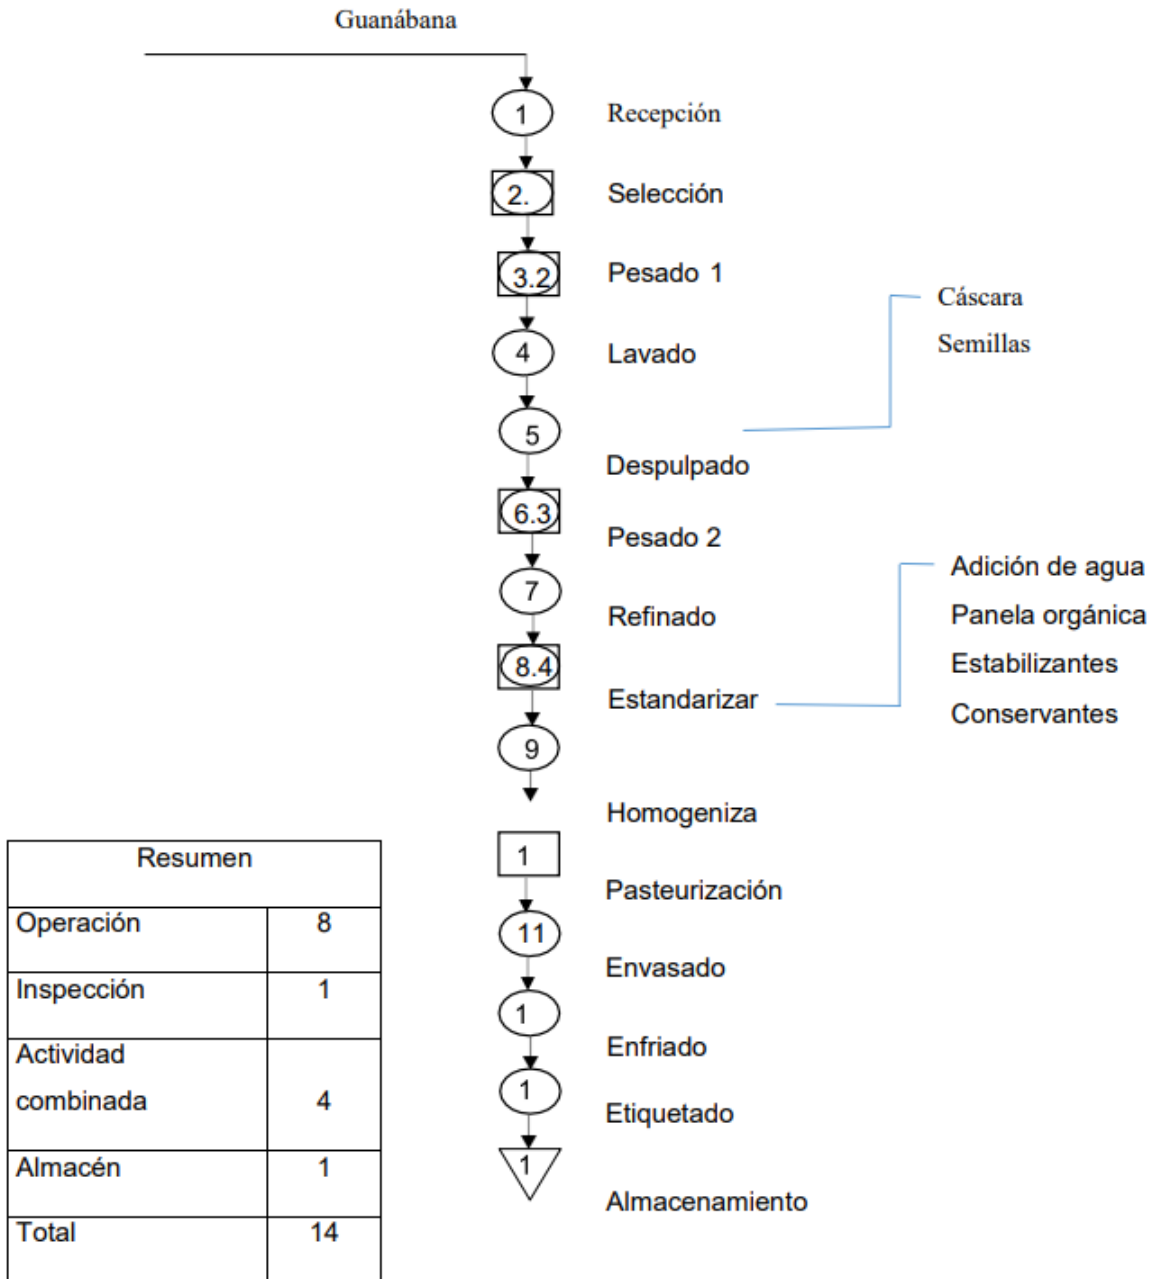 Guanábana
1 Recepción
2. Selección
3.2 Pesado 1
Cáscara
4 Lavado
Semillas
5
Despulpado
6.3
Pesado 2
Adición de agua
7
Refinado
Panela orgánica
8.4
Estabilizantes
Estandarizar
Conservantes
9
Homogeniza
1
Pasteurización
11
Envasado
1
Enfriado
1
Etiquetado
1
Almacenamiento
Resumen
Operación 8
Inspección 1
Actividad
combinada 4
Almacén 1
Total 14